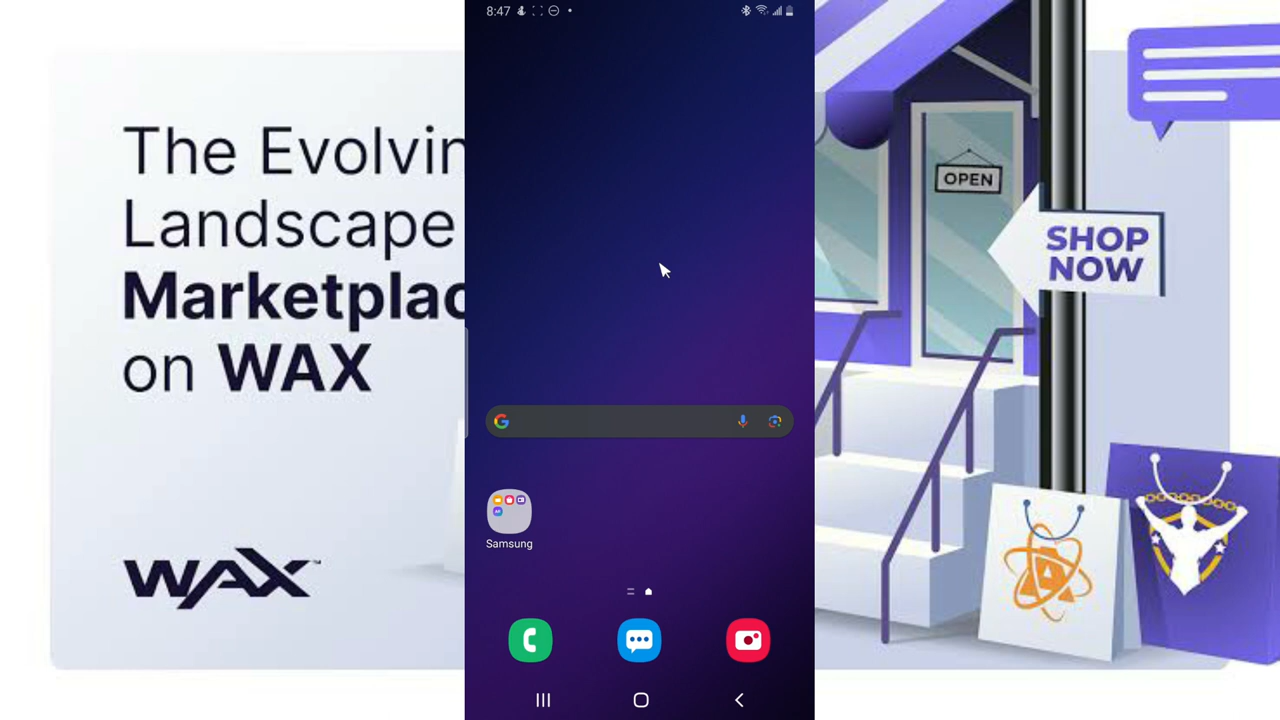 8:47
The Evolvin
Landscape
Marketplac
on WAX
WAX
OPEN
SHOP
NOW
Samsung